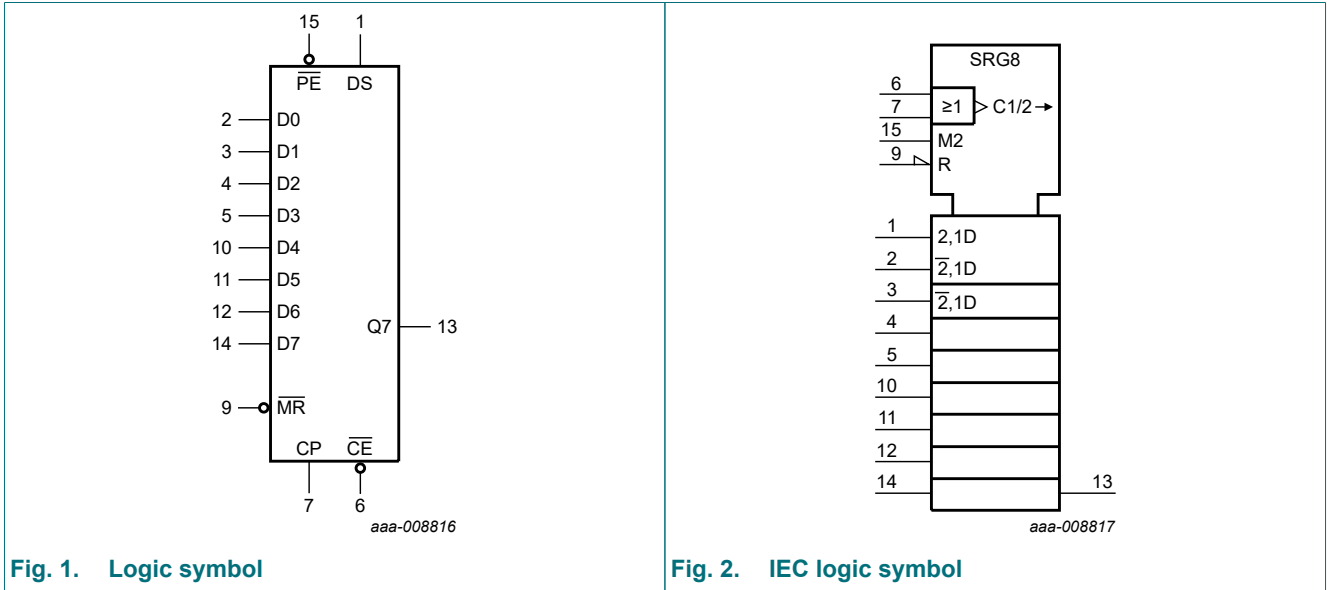 15 1
P̅E̅ DS
2 D0
3 D1
4 D2
5 D3
10 D4
11 D5
12 D6
Q7 13
14 D7
9 M̅R̅
CP C̅E̅
7 6
aaa-008816
Fig. 1. Logic symbol
SRG8
6
≥1 C1/2→
7
15
M2
9
R
1
2,1D
2
2̅,1D
3
2̅,1D
4
5
10
11
12
14 13
aaa-008817
Fig. 2. IEC logic symbol